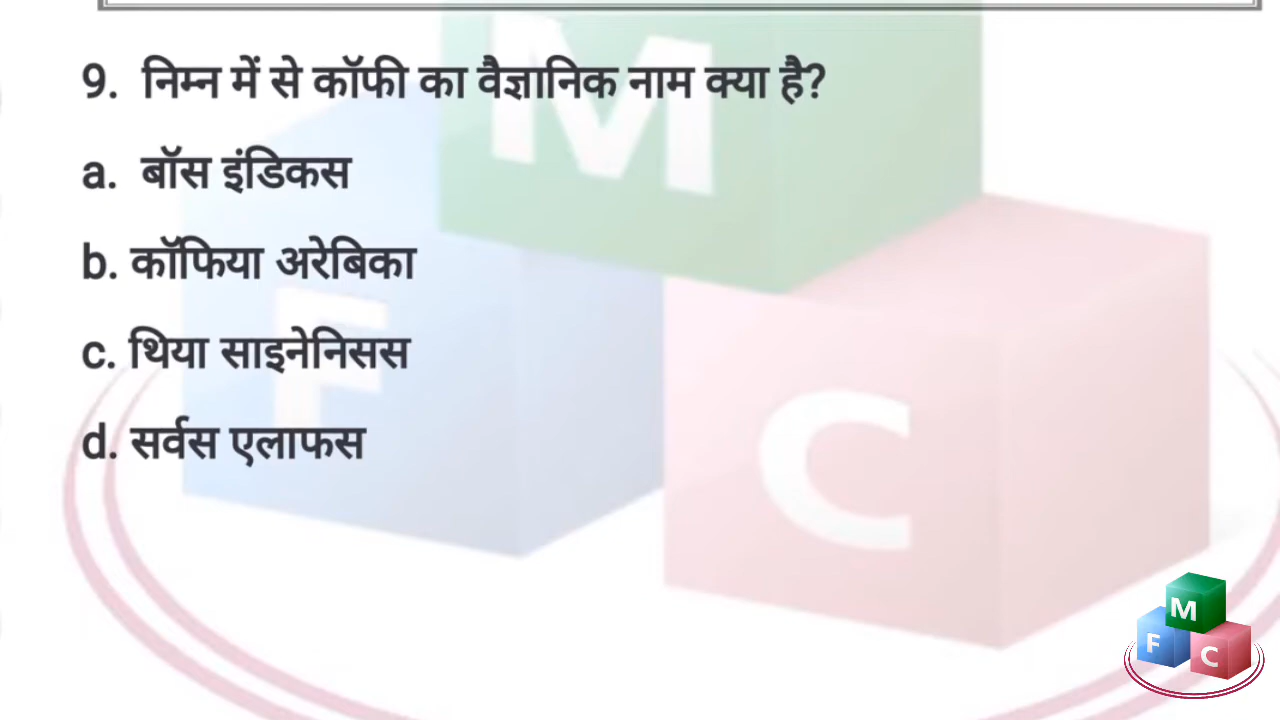 9. निम्न में से कॉफी का वैज्ञानिक नाम क्या है?
a. बॉस इंडिकस
b. कॉफिया अरेबिका
c. थिया साइनेनिसस
d. सर्वस एलाफस
M
F
C
M
F
C